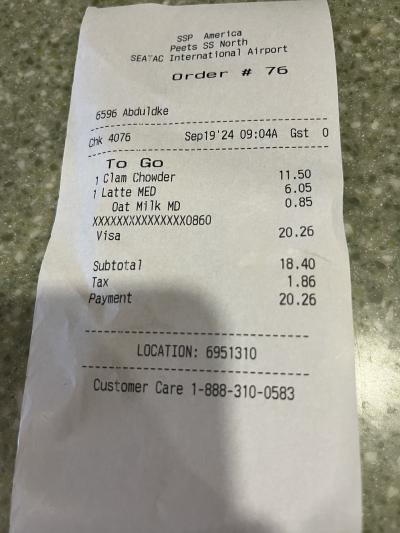 SSP America
Peets SS North
SEATAC International Airport
Order # 76
6596 Abduldke
Chk 4076 Sep19'24 09:04A Gst 0
To Go
1 Clam Chowder 11.50
1 Latte MED 6.05
Oat Milk MD 0.85
XXXXXXXXXXXXXXX0860
Visa 20.26
Subtotal 18.40
Tax 1.86
Payment 20.26
LOCATION: 6951310
Customer Care 1-888-310-0583